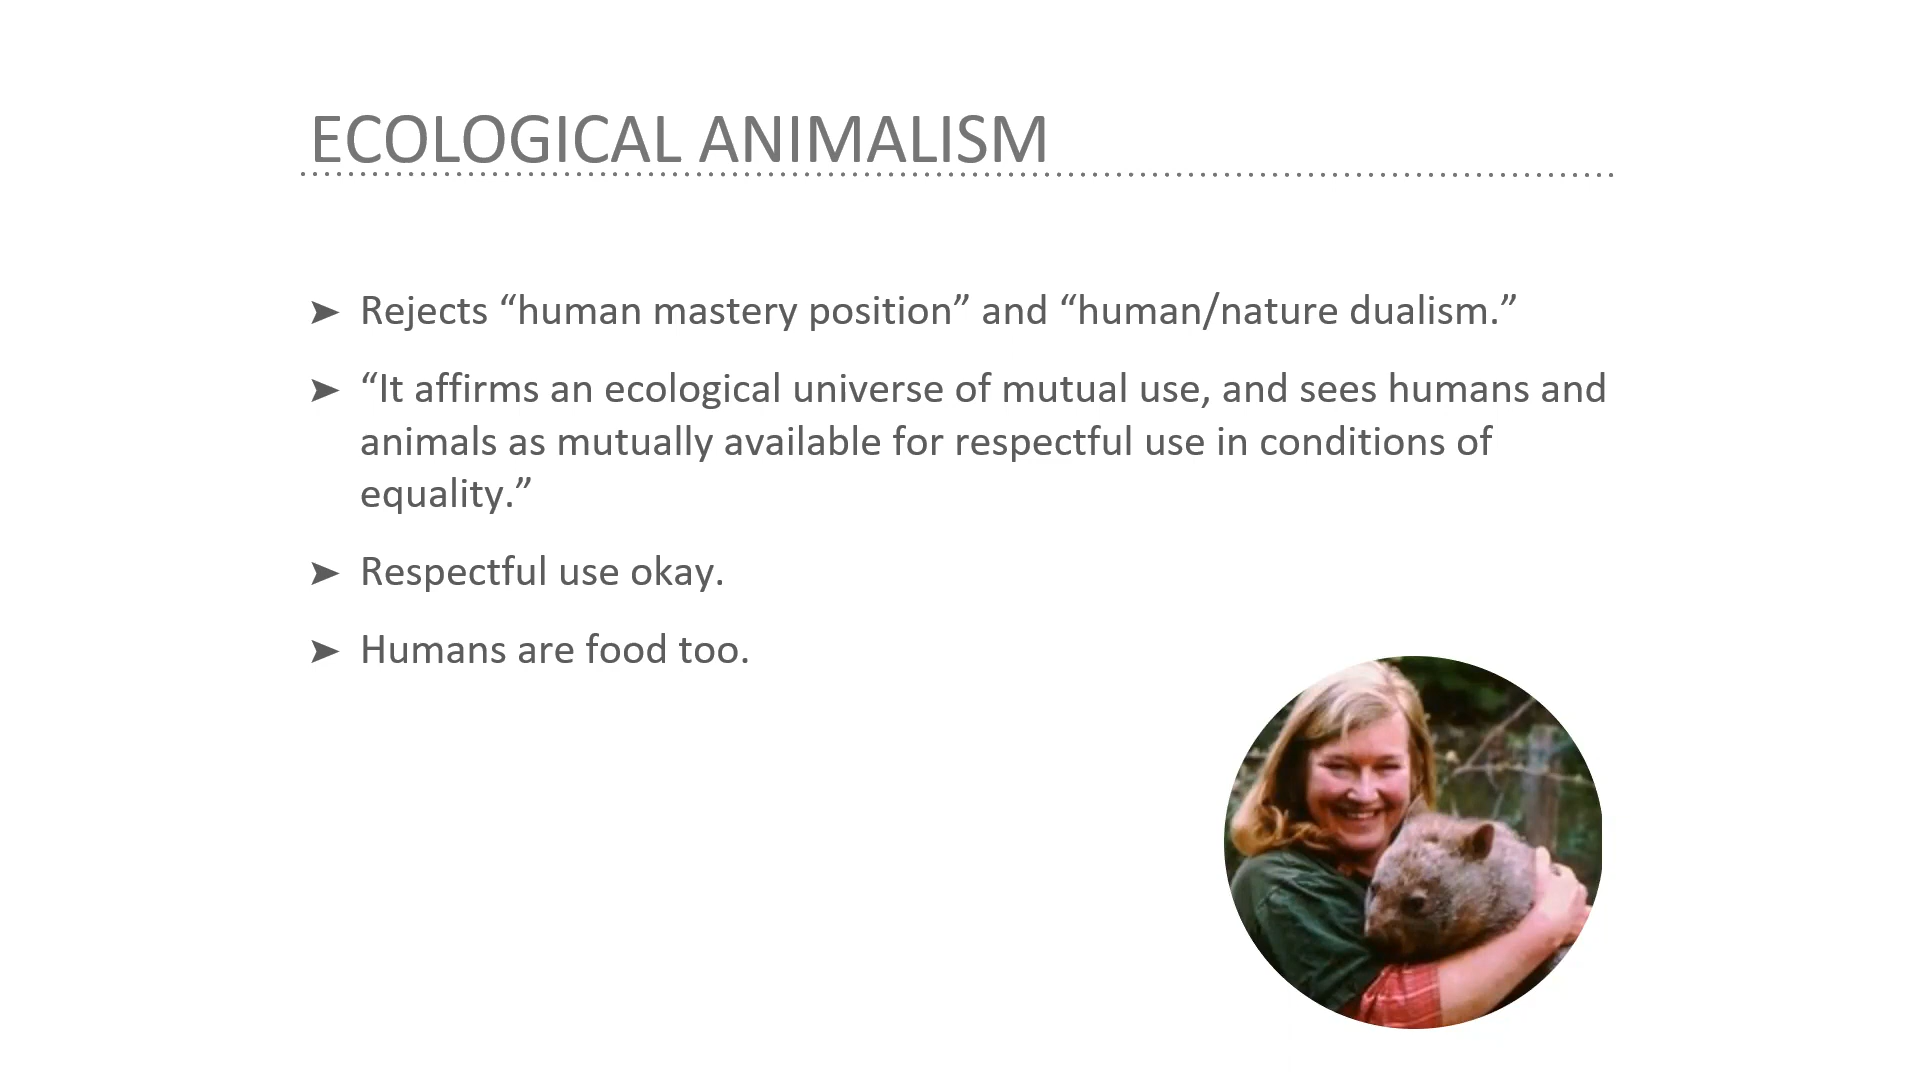 ECOLOGICAL ANIMALISM
➤ Rejects “human mastery position” and “human/nature dualism.”
➤ “It affirms an ecological universe of mutual use, and sees humans and
animals as mutually available for respectful use in conditions of
equality.”
➤ Respectful use okay.
➤ Humans are food too.